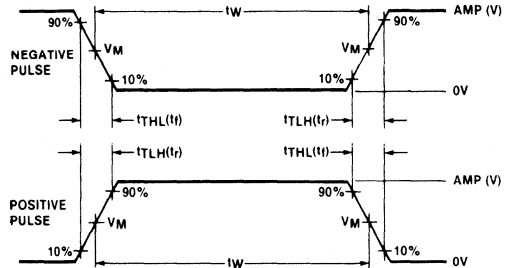 tW
90%
90%
AMP (V)
NEGATIVE
PULSE
VM
VM
10%
10%
0V
tTHL(tf)
tTLH(tr)
tTLH(tr)
tTHL(tf)
AMP (V)
POSITIVE
PULSE
90%
90%
VM
VM
10%
10%
0V
tW